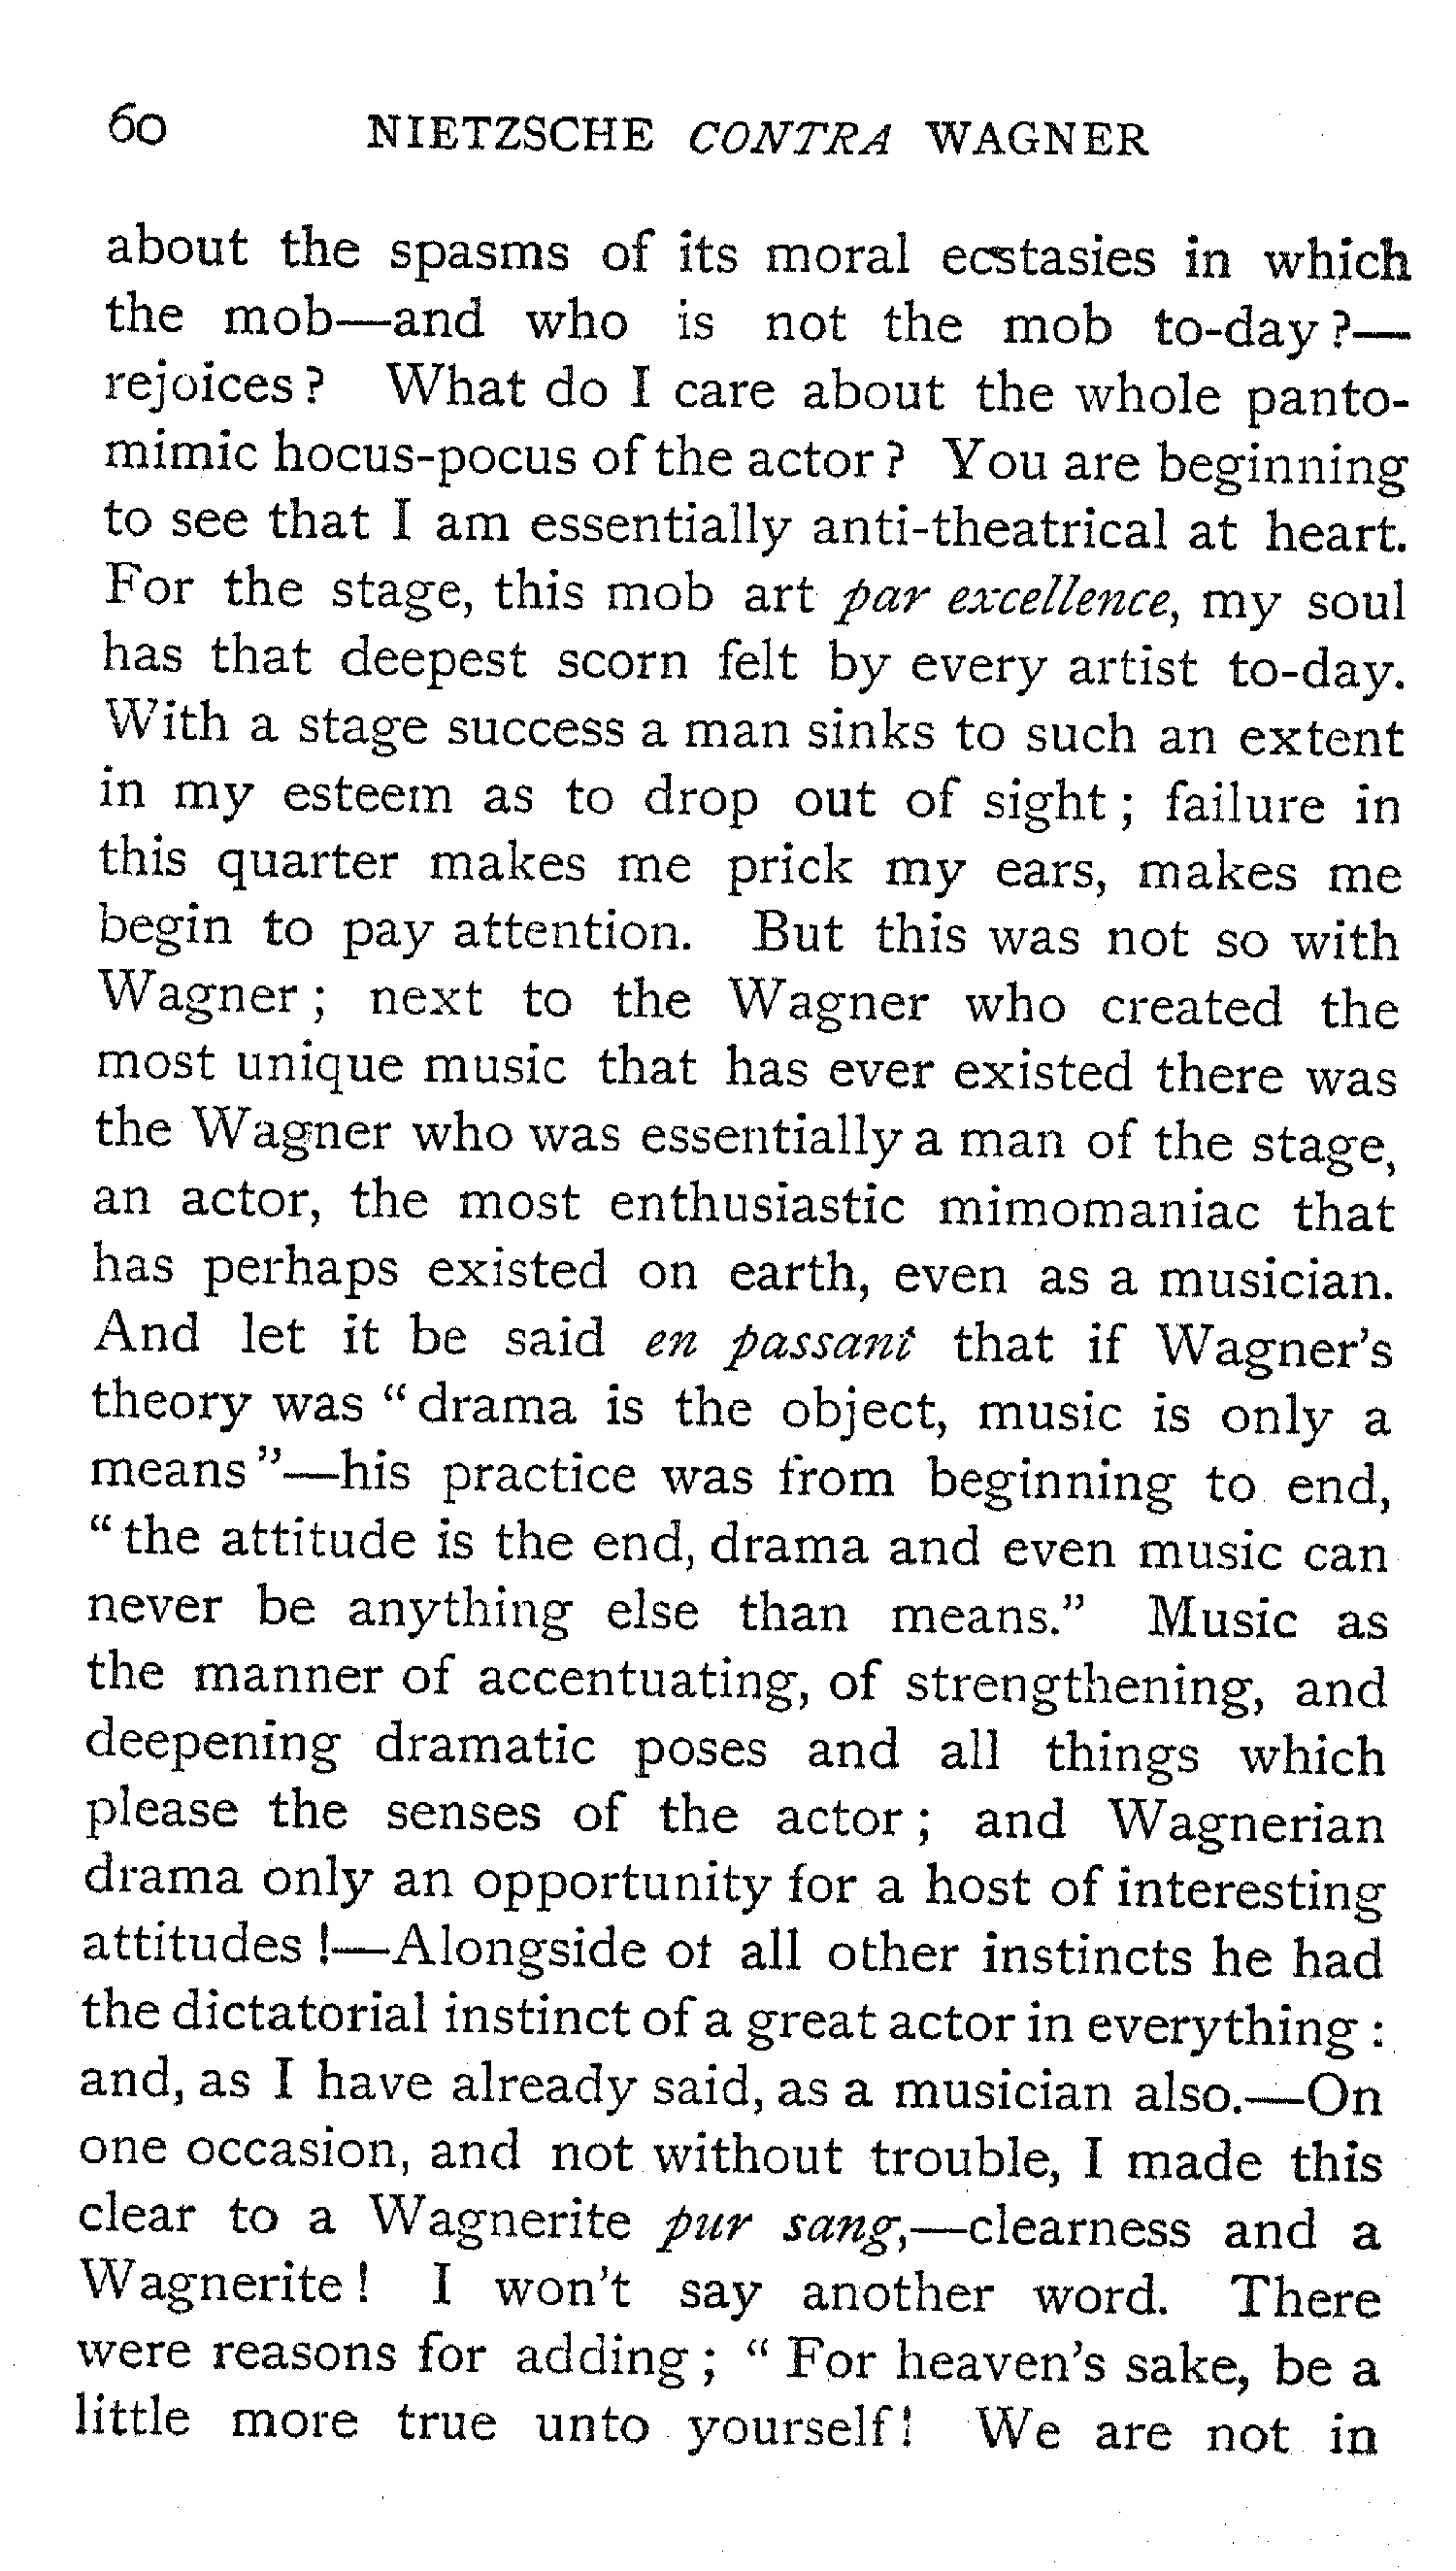 60 NIETZSCHE CONTRA WAGNER
about the spasms of its moral ecstasies in which
the mob—and who is not the mob to-day?—
rejoices? What do I care about the whole panto-
mimic hocus-pocus of the actor? You are beginning
to see that I am essentially anti-theatrical at heart.
For the stage, this mob art par excellence, my soul
has that deepest scorn felt by every artist to-day.
With a stage success a man sinks to such an extent
in my esteem as to drop out of sight; failure in
this quarter makes me prick my ears, makes me
begin to pay attention. But this was not so with
Wagner; next to the Wagner who created the
most unique music that has ever existed there was
the Wagner who was essentially a man of the stage,
an actor, the most enthusiastic mimomaniac that
has perhaps existed on earth, even as a musician.
And let it be said en passant that if Wagner's
theory was "drama is the object, music is only a
means"—his practice was from beginning to end,
"the attitude is the end, drama and even music can
never be anything else than means." Music as
the manner of accentuating, of strengthening, and
deepening dramatic poses and all things which
please the senses of the actor; and Wagnerian
drama only an opportunity for a host of interesting
attitudes!—Alongside of all other instincts he had
the dictatorial instinct of a great actor in everything:
and, as I have already said, as a musician also.—On
one occasion, and not without trouble, I made this
clear to a Wagnerite pur sang,—clearness and a
Wagnerite! I won't say another word. There
were reasons for adding; "For heaven's sake, be a
little more true unto yourself! We are not in